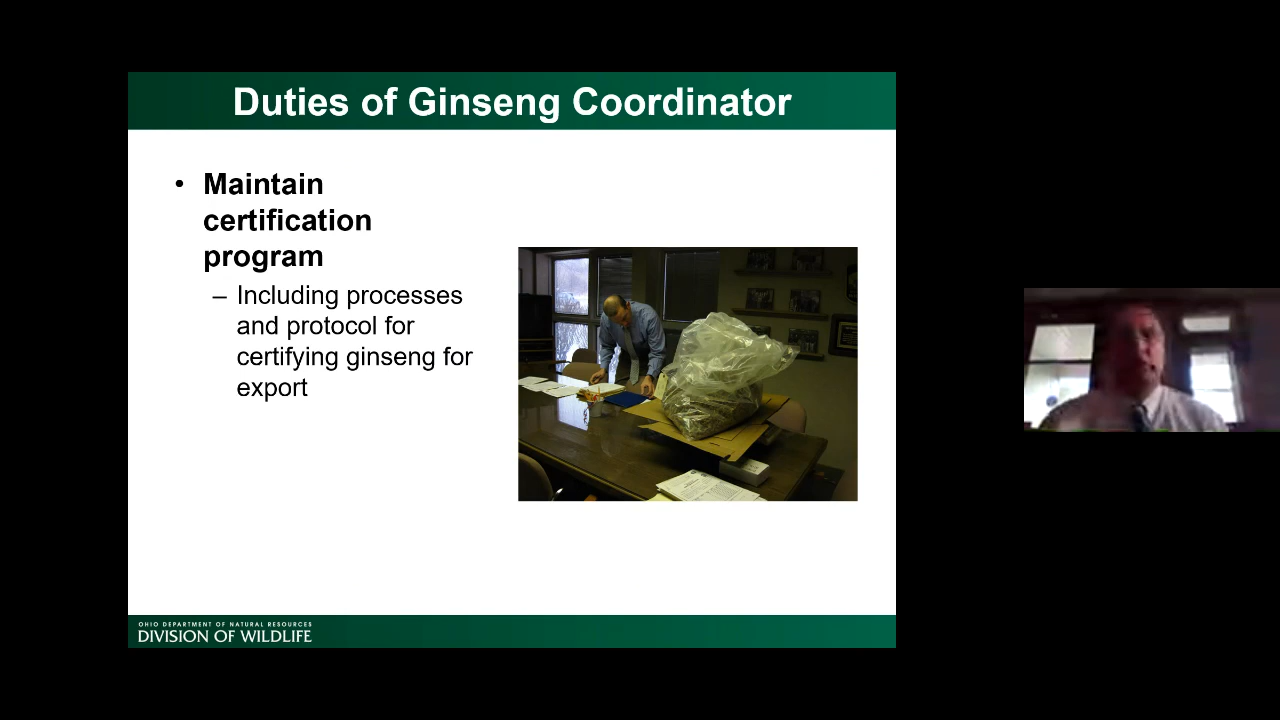 Duties of Ginseng Coordinator
• Maintain
certification
program
– Including processes
and protocol for
certifying ginseng for
export
OHIO DEPARTMENT OF NATURAL RESOURCES
DIVISION OF WILDLIFE